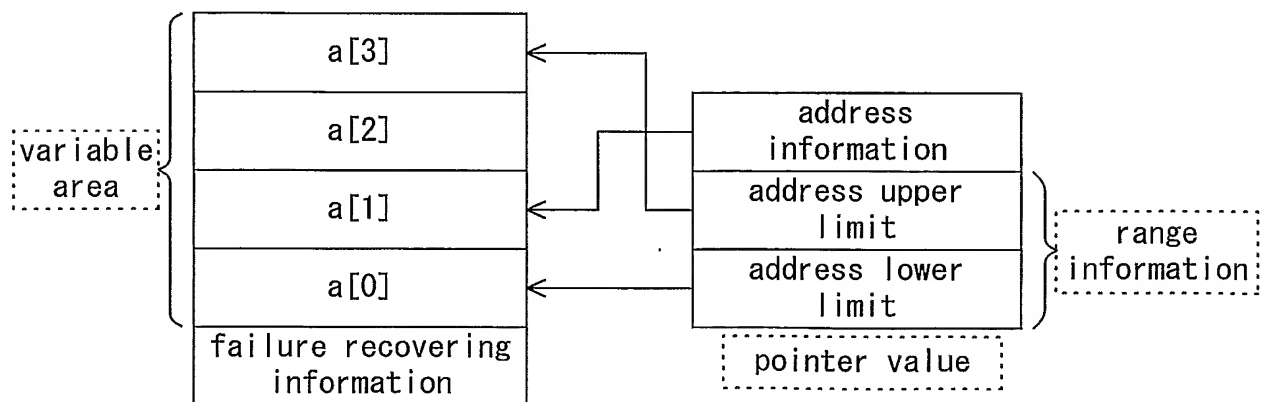 a[3]
a[2]
a[1]
a[0]
failure recovering
information
variable
area
address
information
address upper
limit
address lower
limit
range
information
pointer value